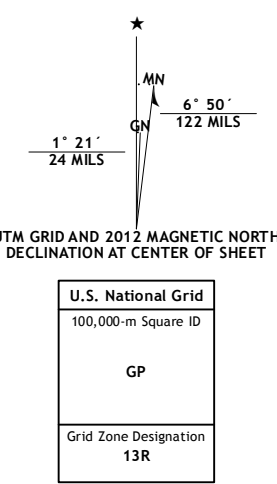 ★
MN
GN
6° 50´
122 MILS
1° 21´
24 MILS
UTM GRID AND 2012 MAGNETIC NORTH
DECLINATION AT CENTER OF SHEET
U.S. National Grid
100,000-m Square ID
GP
Grid Zone Designation
13R